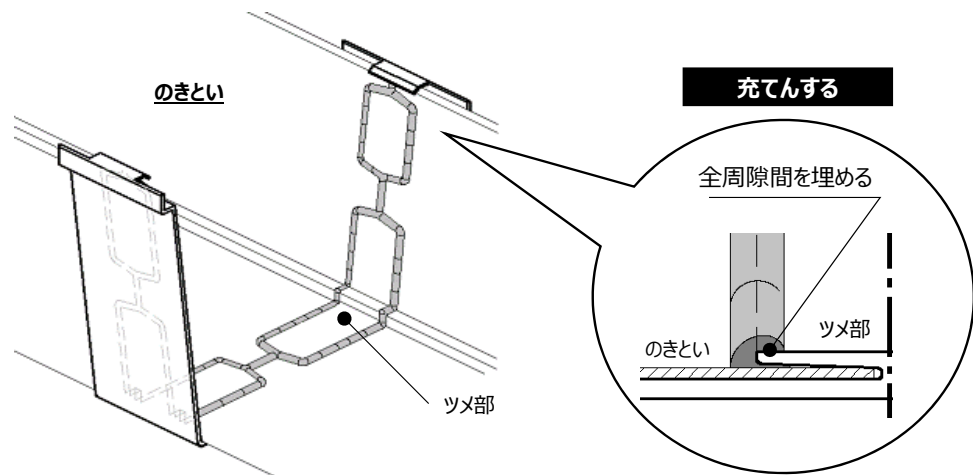 のきとい
充てんする
全周隙間を埋める
ツメ部
のきとい
ツメ部